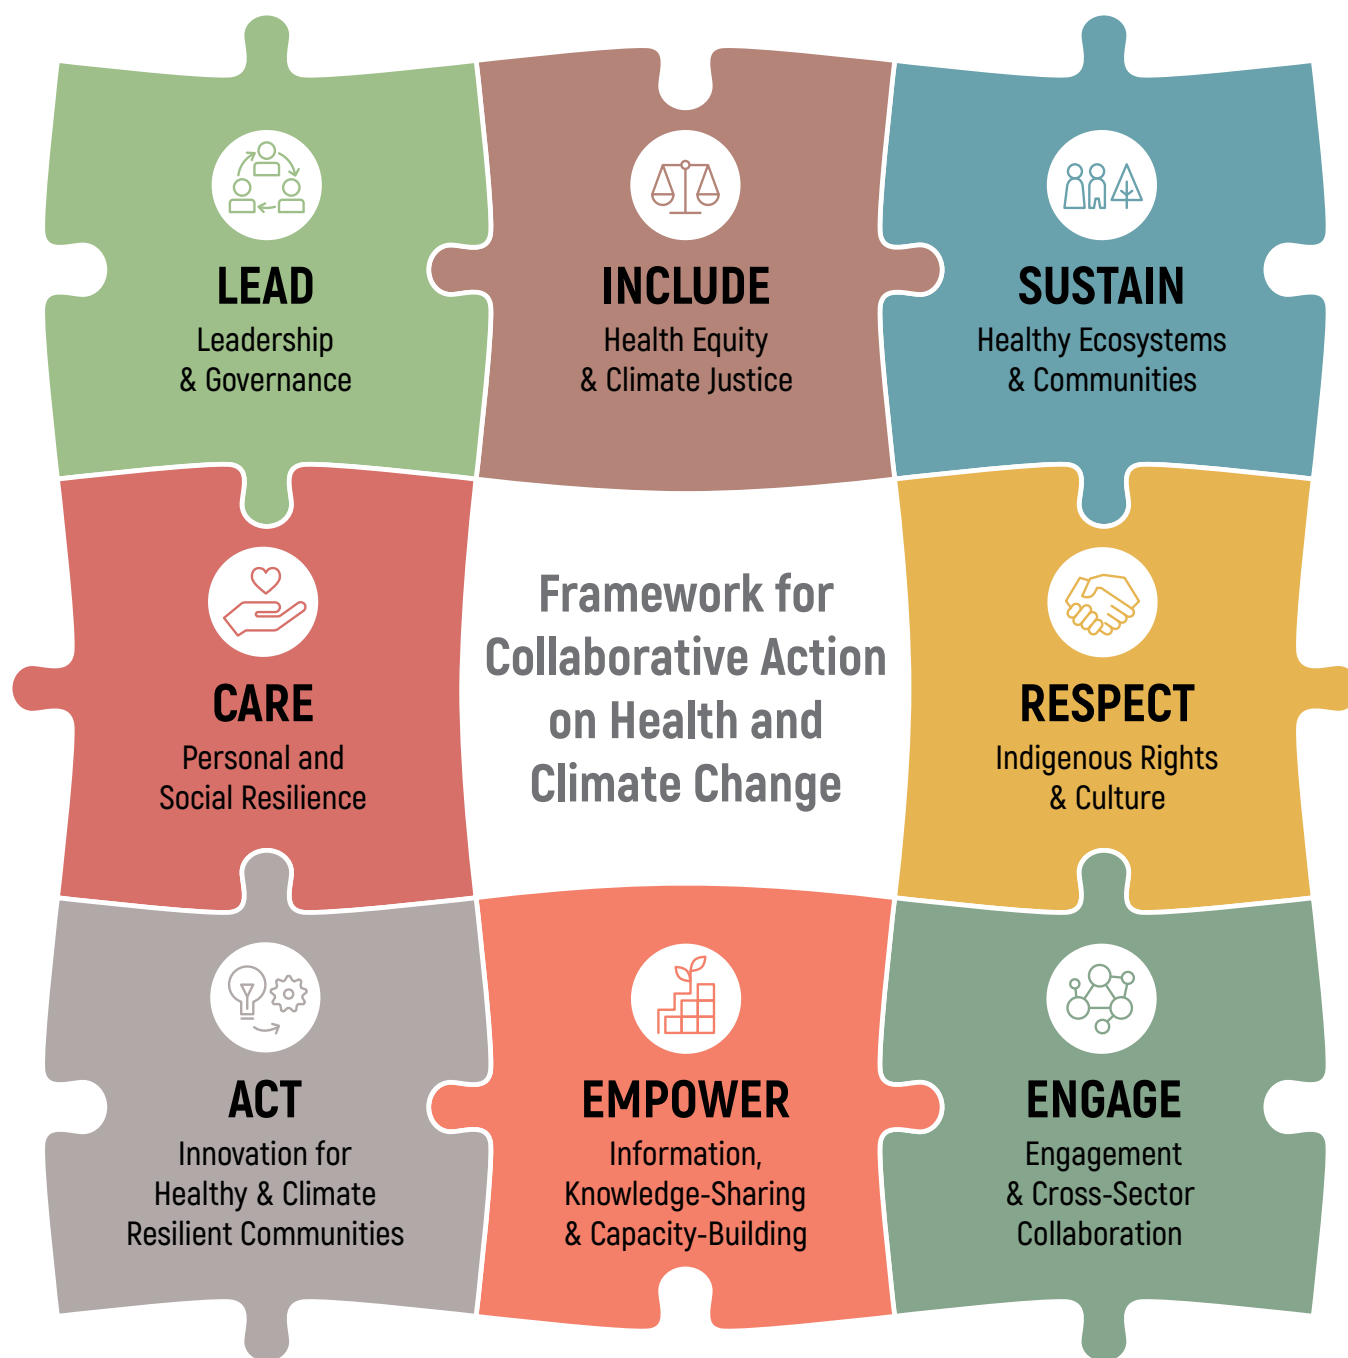 LEAD
Leadership
& Governance
INCLUDE
Health Equity
& Climate Justice
SUSTAIN
Healthy Ecosystems
& Communities
CARE
Personal and
Social Resilience
Framework for
Collaborative Action
on Health and
Climate Change
RESPECT
Indigenous Rights
& Culture
ACT
Innovation for
Healthy & Climate
Resilient Communities
EMPOWER
Information,
Knowledge-Sharing
& Capacity-Building
ENGAGE
Engagement
& Cross-Sector
Collaboration